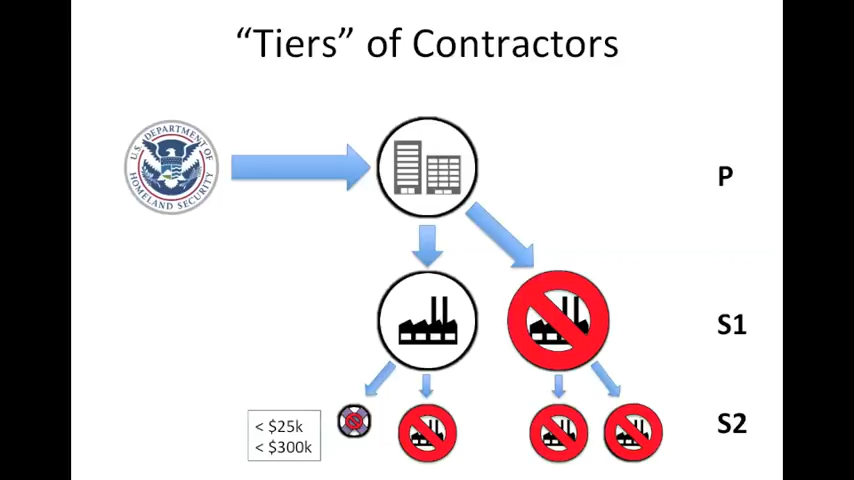 “Tiers” of Contractors
U.S. DEPARTMENT OF
HOMELAND SECURITY
P
S1
< $25k
< $300k
S2